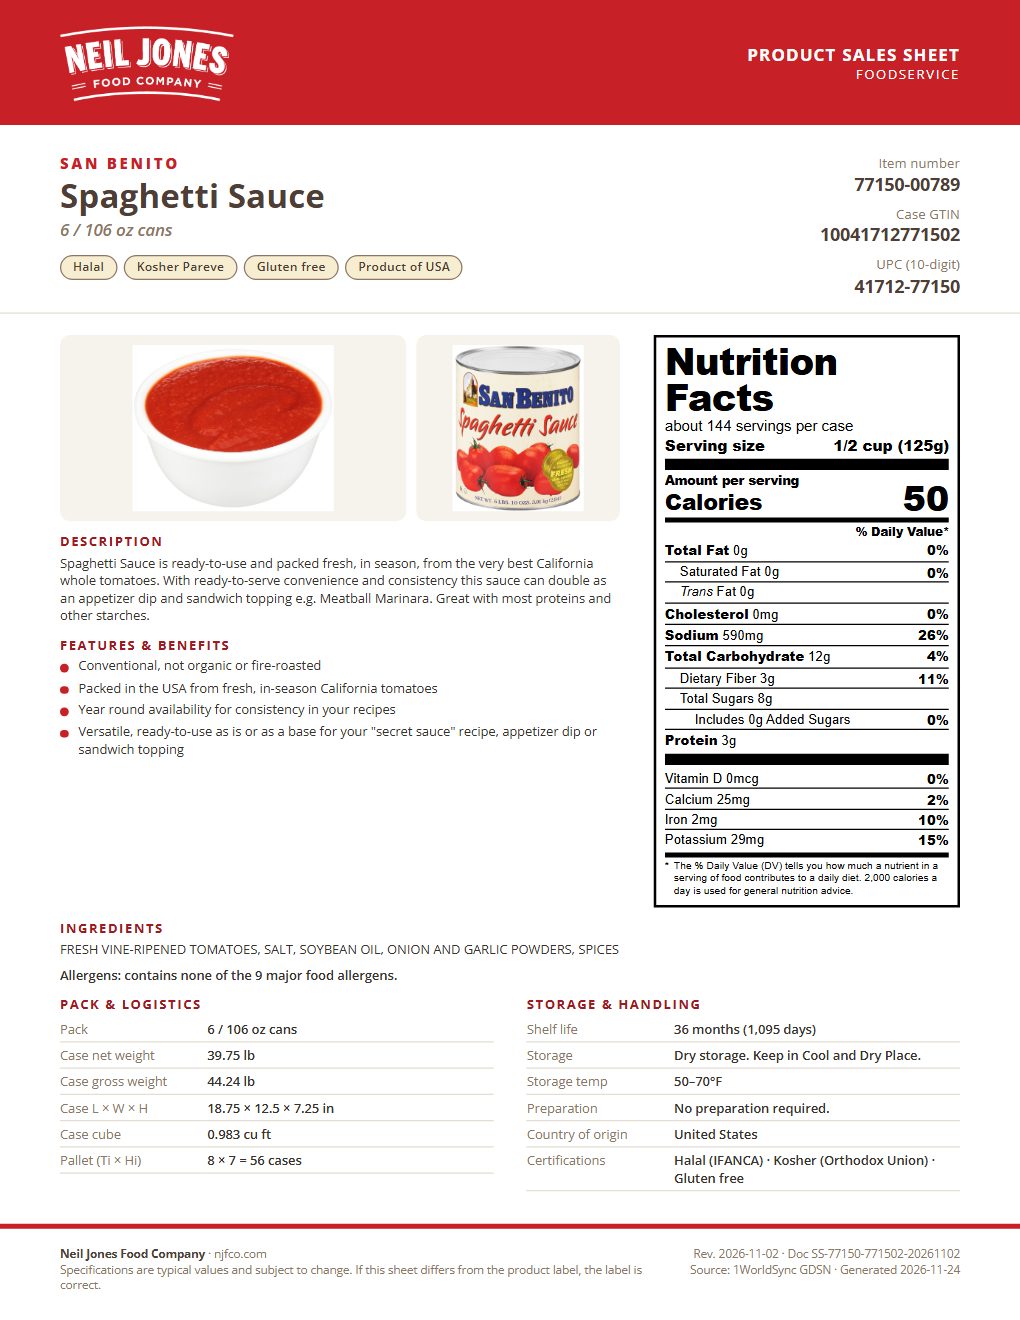 NEIL JONES
FOOD COMPANY
PRODUCT SALES SHEET
FOODSERVICE
SAN BENITO
Spaghetti Sauce
6 / 106 oz cans
Halal
Kosher Pareve
Gluten free
Product of USA
Item number
77150-00789
Case GTIN
10041712771502
UPC (10-digit)
41712-77150
SAN BENITO
Spaghetti Sauce
FRESH
DESCRIPTION
Spaghetti Sauce is ready-to-use and packed fresh, in season, from the very best California
whole tomatoes. With ready-to-serve convenience and consistency this sauce can double as
an appetizer dip and sandwich topping e.g. Meatball Marinara. Great with most proteins and
other starches.
FEATURES & BENEFITS
Conventional, not organic or fire-roasted
Packed in the USA from fresh, in-season California tomatoes
Year round availability for consistency in your recipes
Versatile, ready-to-use as is or as a base for your "secret sauce" recipe, appetizer dip or
sandwich topping
Nutrition
Facts
about 144 servings per case
Serving size 1/2 cup (125g)
Amount per serving
Calories 50
% Daily Value*
Total Fat 0g 0%
Saturated Fat 0g 0%
Trans Fat 0g
Cholesterol 0mg 0%
Sodium 590mg 26%
Total Carbohydrate 12g 4%
Dietary Fiber 3g 11%
Total Sugars 8g
Includes 0g Added Sugars 0%
Protein 3g
Vitamin D 0mcg 0%
Calcium 25mg 2%
Iron 2mg 10%
Potassium 29mg 15%
* The % Daily Value (DV) tells you how much a nutrient in a
serving of food contributes to a daily diet. 2,000 calories a
day is used for general nutrition advice.
INGREDIENTS
FRESH VINE-RIPENED TOMATOES, SALT, SOYBEAN OIL, ONION AND GARLIC POWDERS, SPICES
Allergens: contains none of the 9 major food allergens.
PACK & LOGISTICS
Pack 6 / 106 oz cans
Case net weight 39.75 lb
Case gross weight 44.24 lb
Case L × W × H 18.75 × 12.5 × 7.25 in
Case cube 0.983 cu ft
Pallet (Ti × Hi) 8 × 7 = 56 cases
STORAGE & HANDLING
Shelf life 36 months (1,095 days)
Storage Dry storage. Keep in Cool and Dry Place.
Storage temp 50–70°F
Preparation No preparation required.
Country of origin United States
Certifications Halal (IFANCA) · Kosher (Orthodox Union) ·
Gluten free
Neil Jones Food Company · njfco.com
Specifications are typical values and subject to change. If this sheet differs from the product label, the label is
correct.
Rev. 2026-11-02 · Doc SS-77150-771502-20261102
Source: 1WorldSync GDSN · Generated 2026-11-24